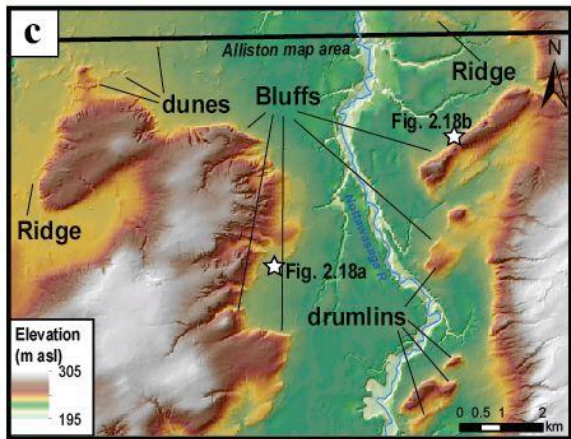 c
Alliston map area
N
Ridge
dunes
Bluffs
Fig. 2.18b
Ridge
Nottawasaga R.
Fig. 2.18a
drumlins
Elevation
(m asl)
305
195
0 0.5 1 2
km